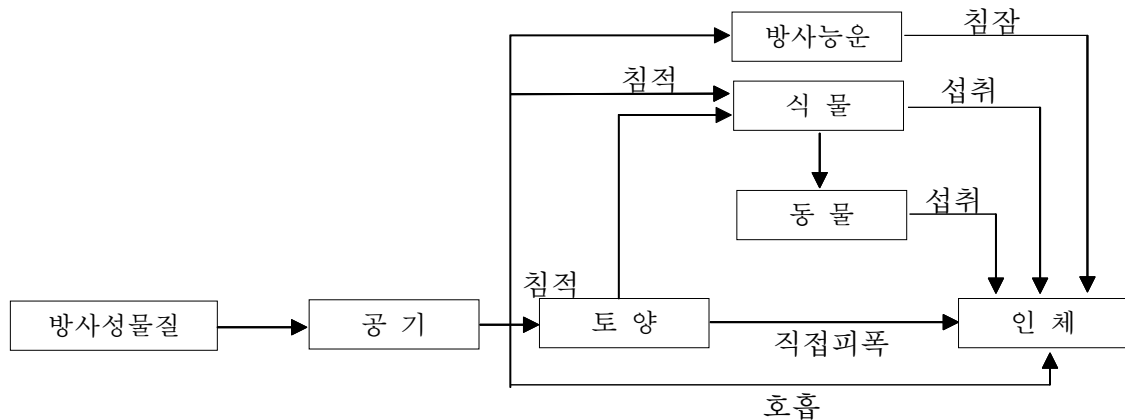 방사능운
침잠
침적
식 물
섭취
동 물
섭취
침적
방사성물질
공 기
토 양
직접피폭
인 체
호흡